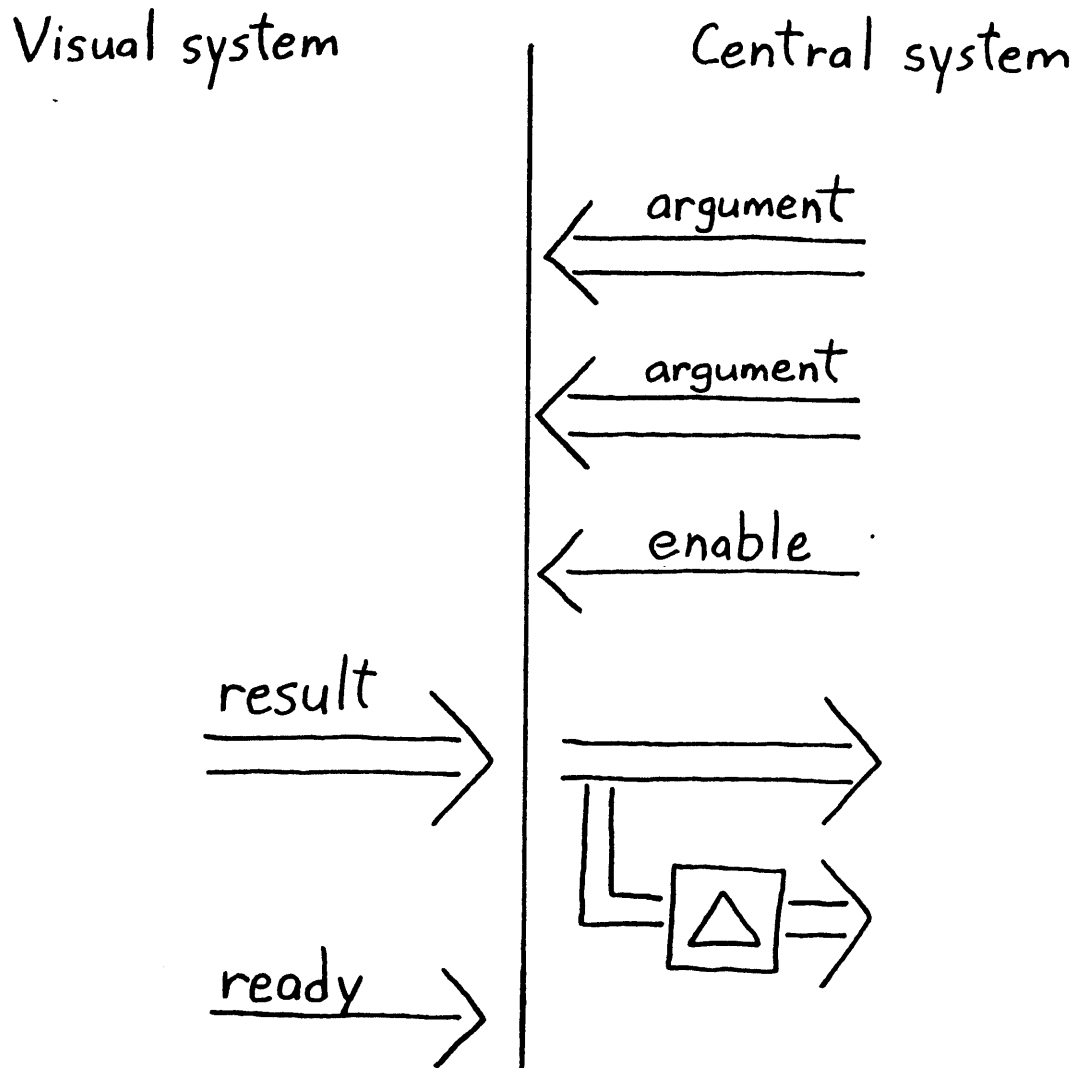 Visual system
Central system
argument
argument
enable
result
ready